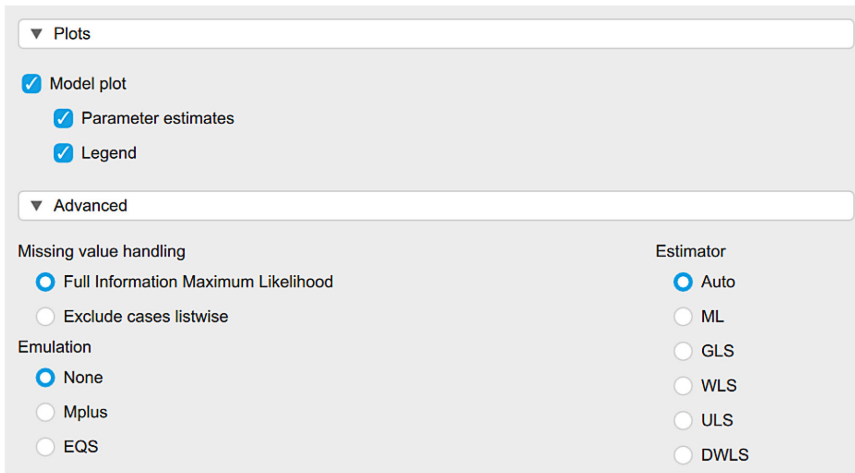 Plots
Model plot
Parameter estimates
Legend
Advanced
Missing value handling
Full Information Maximum Likelihood
Exclude cases listwise
Emulation
None
Mplus
EQS
Estimator
Auto
ML
GLS
WLS
ULS
DWLS